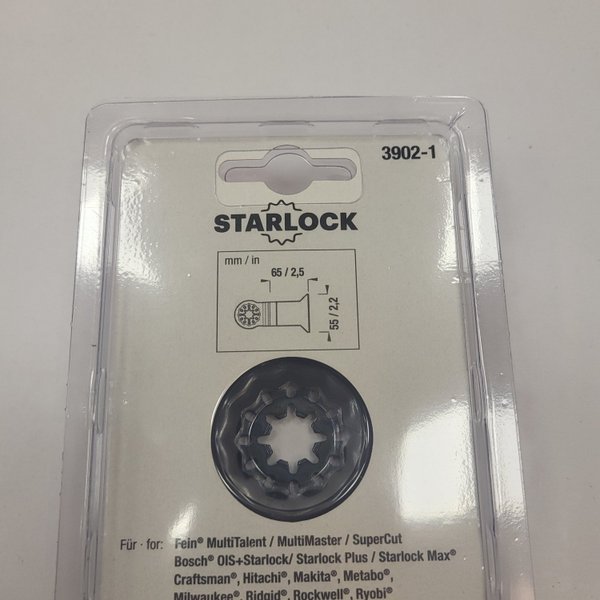 3902-1
STARLOCK
mm / in
65 / 2,5
55 / 2,2
Für · for: Fein® MultiTalent / MultiMaster / SuperCut
Bosch® OIS+Starlock/ Starlock Plus / Starlock Max®
Craftsman®, Hitachi®, Makita®, Metabo®,
Milwaukee®, Ridgid®, Rockwell®, Ryobi®